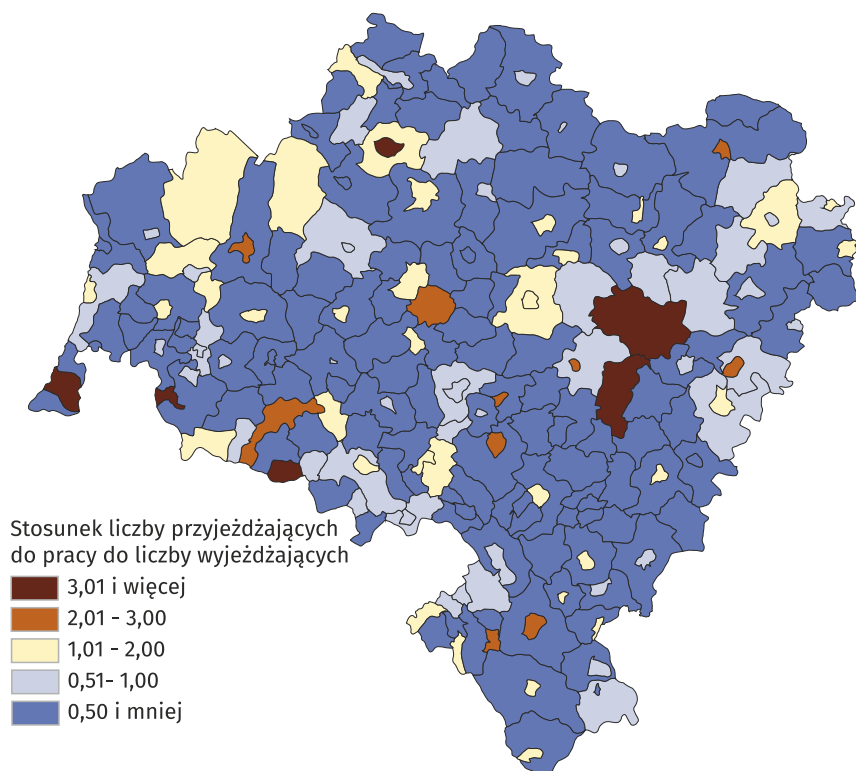 Stosunek liczby przyjeżdżających
do pracy do liczby wyjeżdżających
3,01 i więcej
2,01 - 3,00
1,01 - 2,00
0,51- 1,00
0,50 i mniej